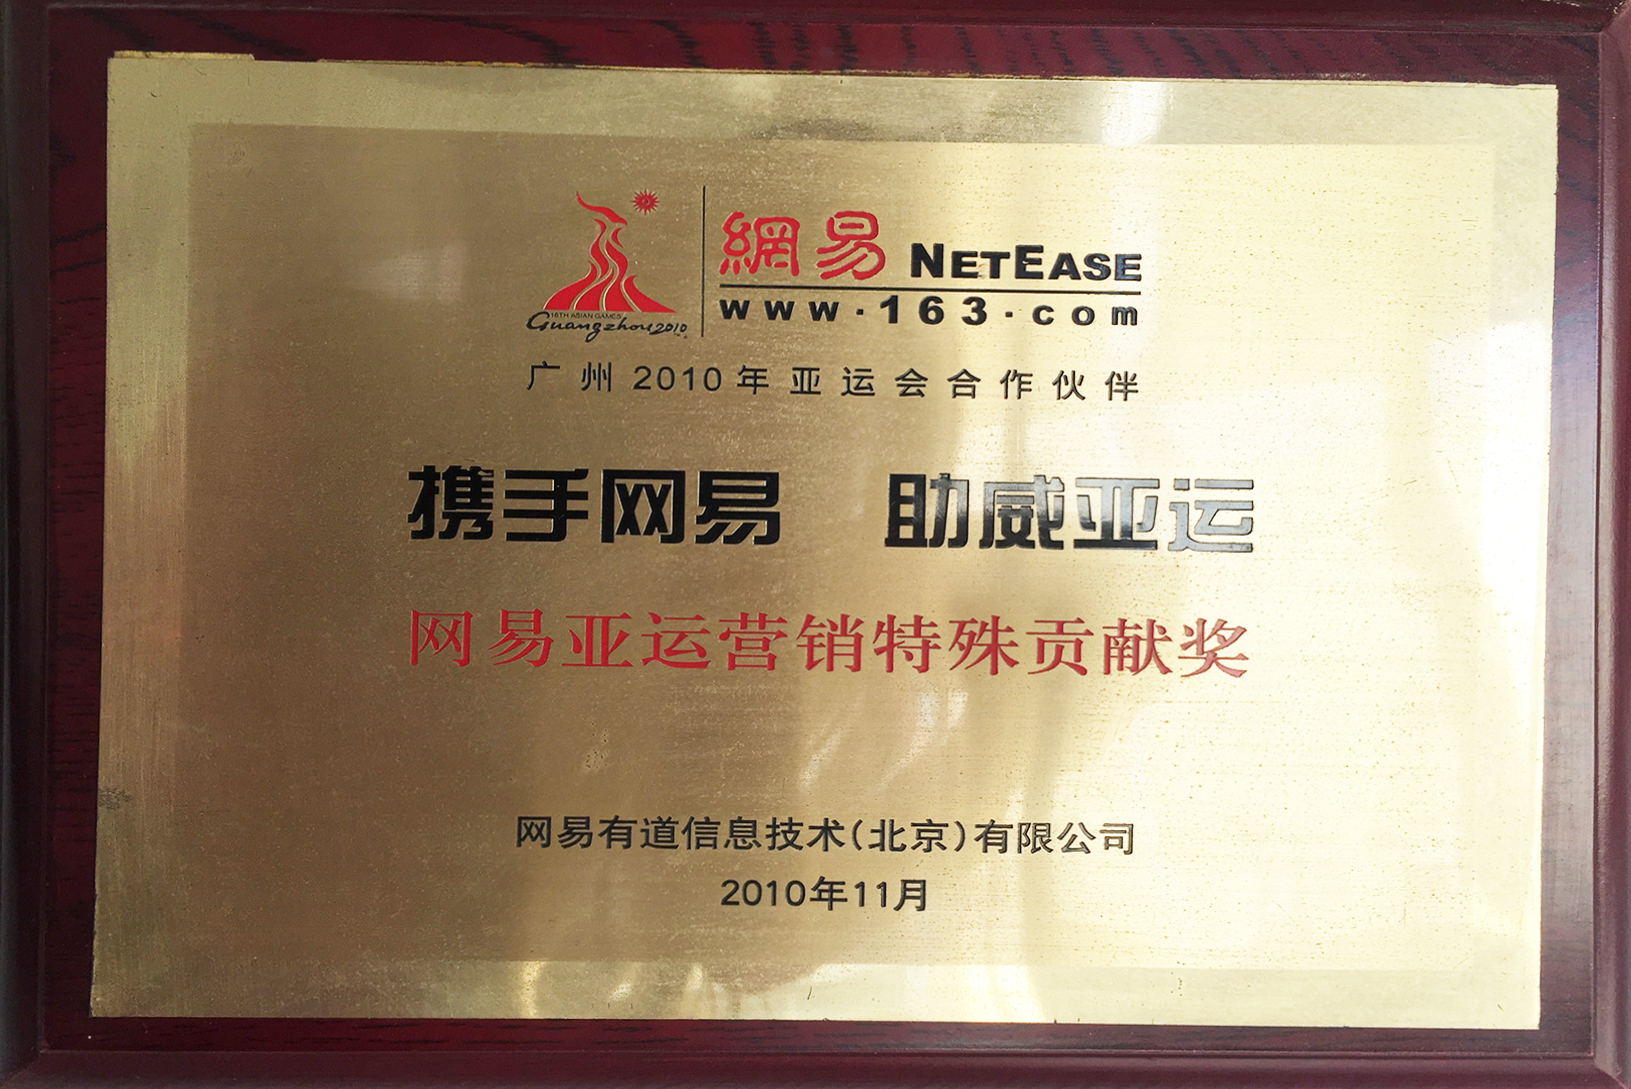 網易 NETEASE
www.163.com
16TH ASIAN GAMES
Guangzhou 2010
广州2010年亚运会合作伙伴
携手网易 助威亚运
网易亚运营销特殊贡献奖
网易有道信息技术(北京)有限公司
2010年11月